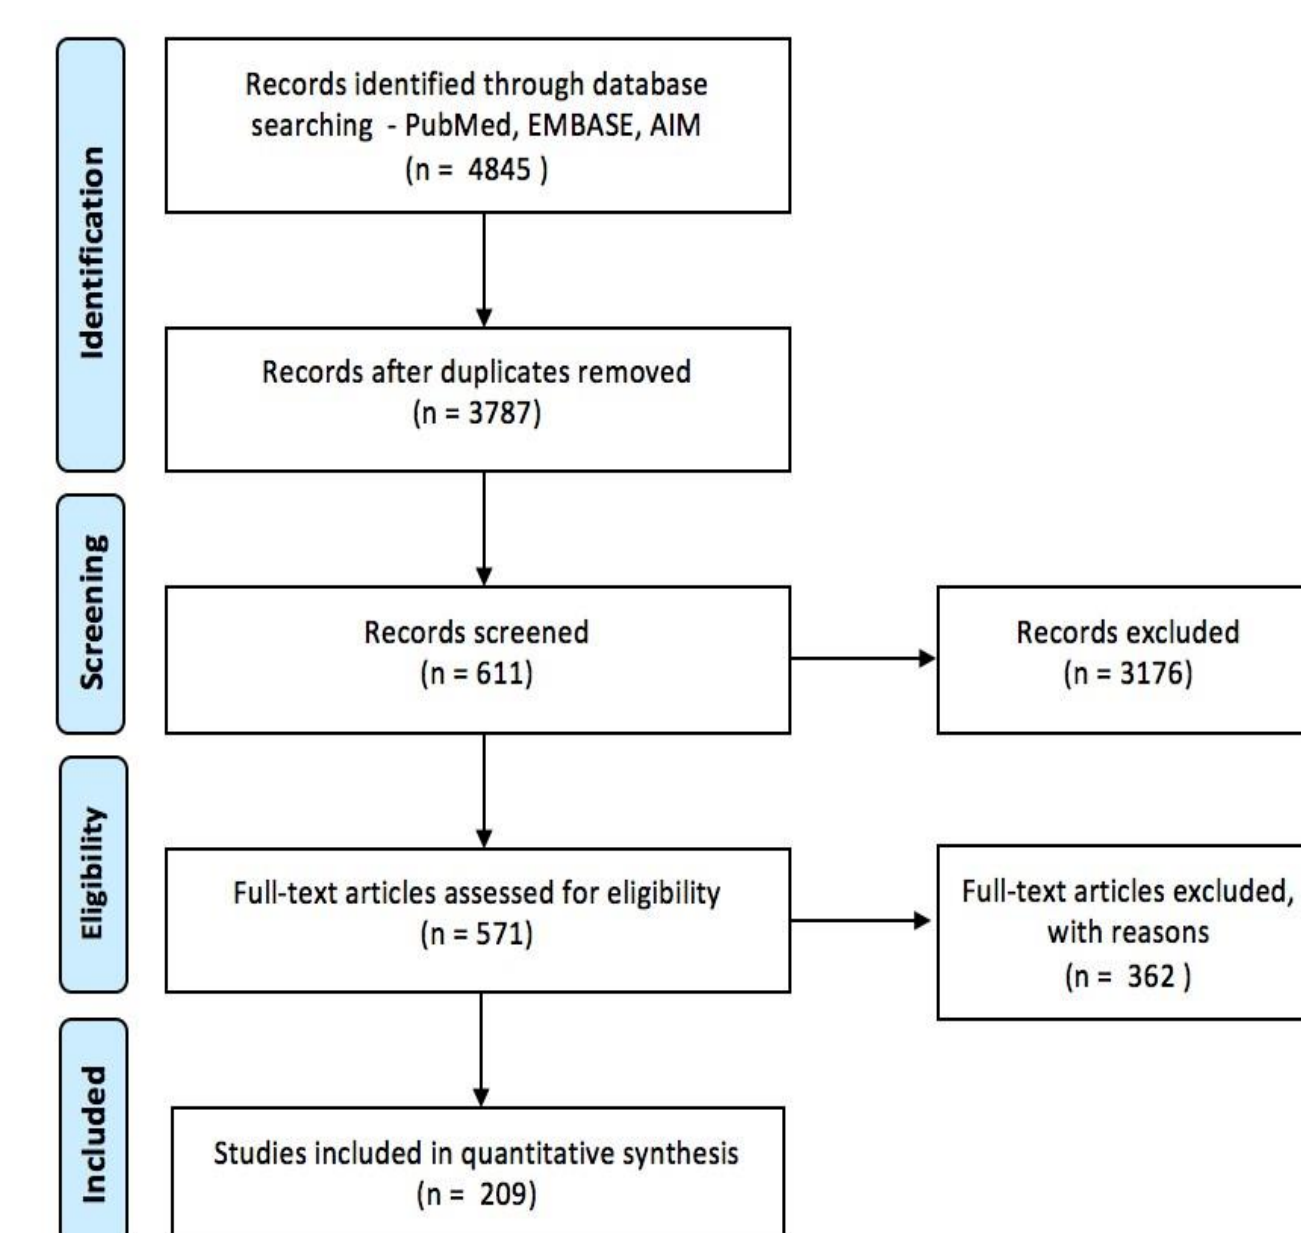 Identification
Records identified through database
searching - PubMed, EMBASE, AIM
(n = 4845 )
Records after duplicates removed
(n = 3787)
Screening
Records screened
(n = 611)
Records excluded
(n = 3176)
Eligibility
Full-text articles assessed for eligibility
(n = 571)
Full-text articles excluded,
with reasons
(n = 362 )
Included
Studies included in quantitative synthesis
(n = 209)